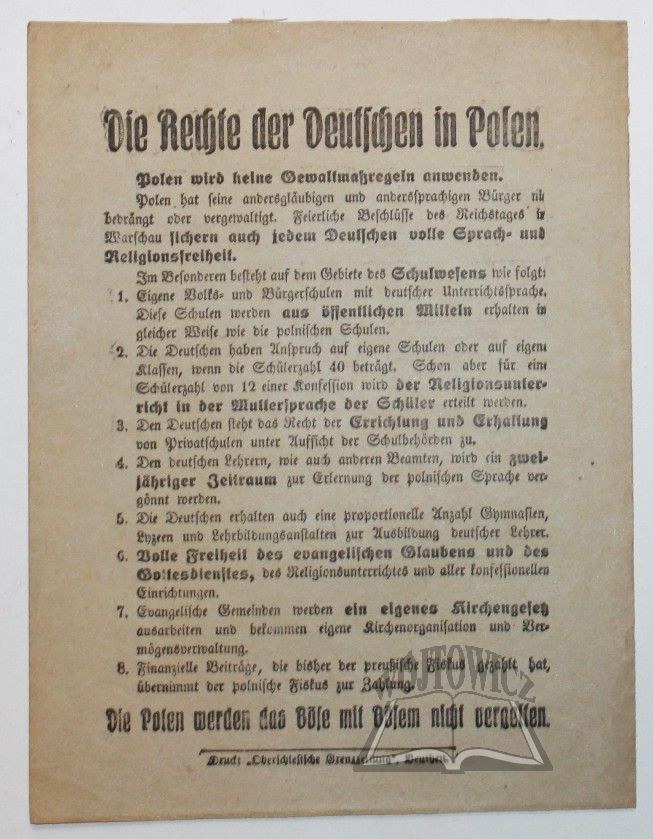 Die Rechte der Deutschen in Polen.
Polen wird keine Gewaltmaßregeln anwenden.
Polen hat seine andersgläubigen und anderssprachigen Bürger ni
bedrängt oder vergewaltigt. Feierliche Beschlüsse des Reichstages in
Warschau sichern auch jedem Deutschen volle Sprach- und
Religionsfreiheit.
Im Besonderen besteht auf dem Gebiete des Schulwesens wie folgt:
1. Eigene Volks- und Bürgerschulen mit deutscher Unterrichtssprache.
Diese Schulen werden aus öffentlichen Mitteln erhalten in
gleicher Weise wie die polnischen Schulen.
2. Die Deutschen haben Anspruch auf eigene Schulen oder auf eigene
Klassen, wenn die Schülerzahl 40 beträgt. Schon aber für eine
Schülerzahl von 12 einer Konfession wird der Religionsunter-
richt in der Muttersprache der Schüler erteilt werden.
3. Den Deutschen steht das Recht der Errichtung und Erhaltung
von Privatschulen unter Aufsicht der Schulbehörden zu.
4. Den deutschen Lehrern, wie auch anderen Beamten, wird ein zwei-
jähriger Zeitraum zur Erlernung der polnischen Sprache ver-
gönnt werden.
5. Die Deutschen erhalten auch eine proportionelle Anzahl Gymnasien,
Lyzeen und Lehrbildungsanstalten zur Ausbildung deutscher Lehrer.
6. Volle Freiheit des evangelischen Glaubens und des
Gottesdienstes, des Religionsunterrichtes und aller konfessionellen
Einrichtungen.
7. Evangelische Gemeinden werden ein eigenes Kirchengesetz
ausarbeiten und bekommen eigene Kirchenorganisation und Ver-
mögensverwaltung.
8. Finanzielle Beiträge, die bisher der preußische Fiskus gezahlt hat,
übernimmt der polnische Fiskus zur Zahlung.
WÓJTOWICZ
Die Polen werden das Böse mit Bösem nicht vergelten.
Druck: „Oberschlesische Grenzzeitung", Beuthen.